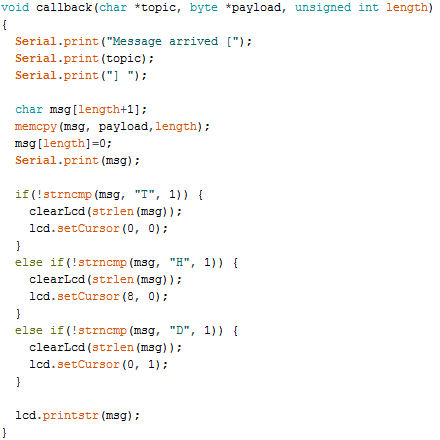 void callback(char *topic, byte *payload, unsigned int length)
{
  Serial.print("Message arrived [");
  Serial.print(topic);
  Serial.print("] ");

  char msg[length+1];
  memcpy(msg, payload,length);
  msg[length]=0;
  Serial.print(msg);

  if(!strncmp(msg, "T", 1)) {
    clearLcd(strlen(msg));
    lcd.setCursor(0, 0);
  }
  else if(!strncmp(msg, "H", 1)) {
    clearLcd(strlen(msg));
    lcd.setCursor(8, 0);
  }
  else if(!strncmp(msg, "D", 1)) {
    clearLcd(strlen(msg));
    lcd.setCursor(0, 1);
  }

  lcd.printstr(msg);
}